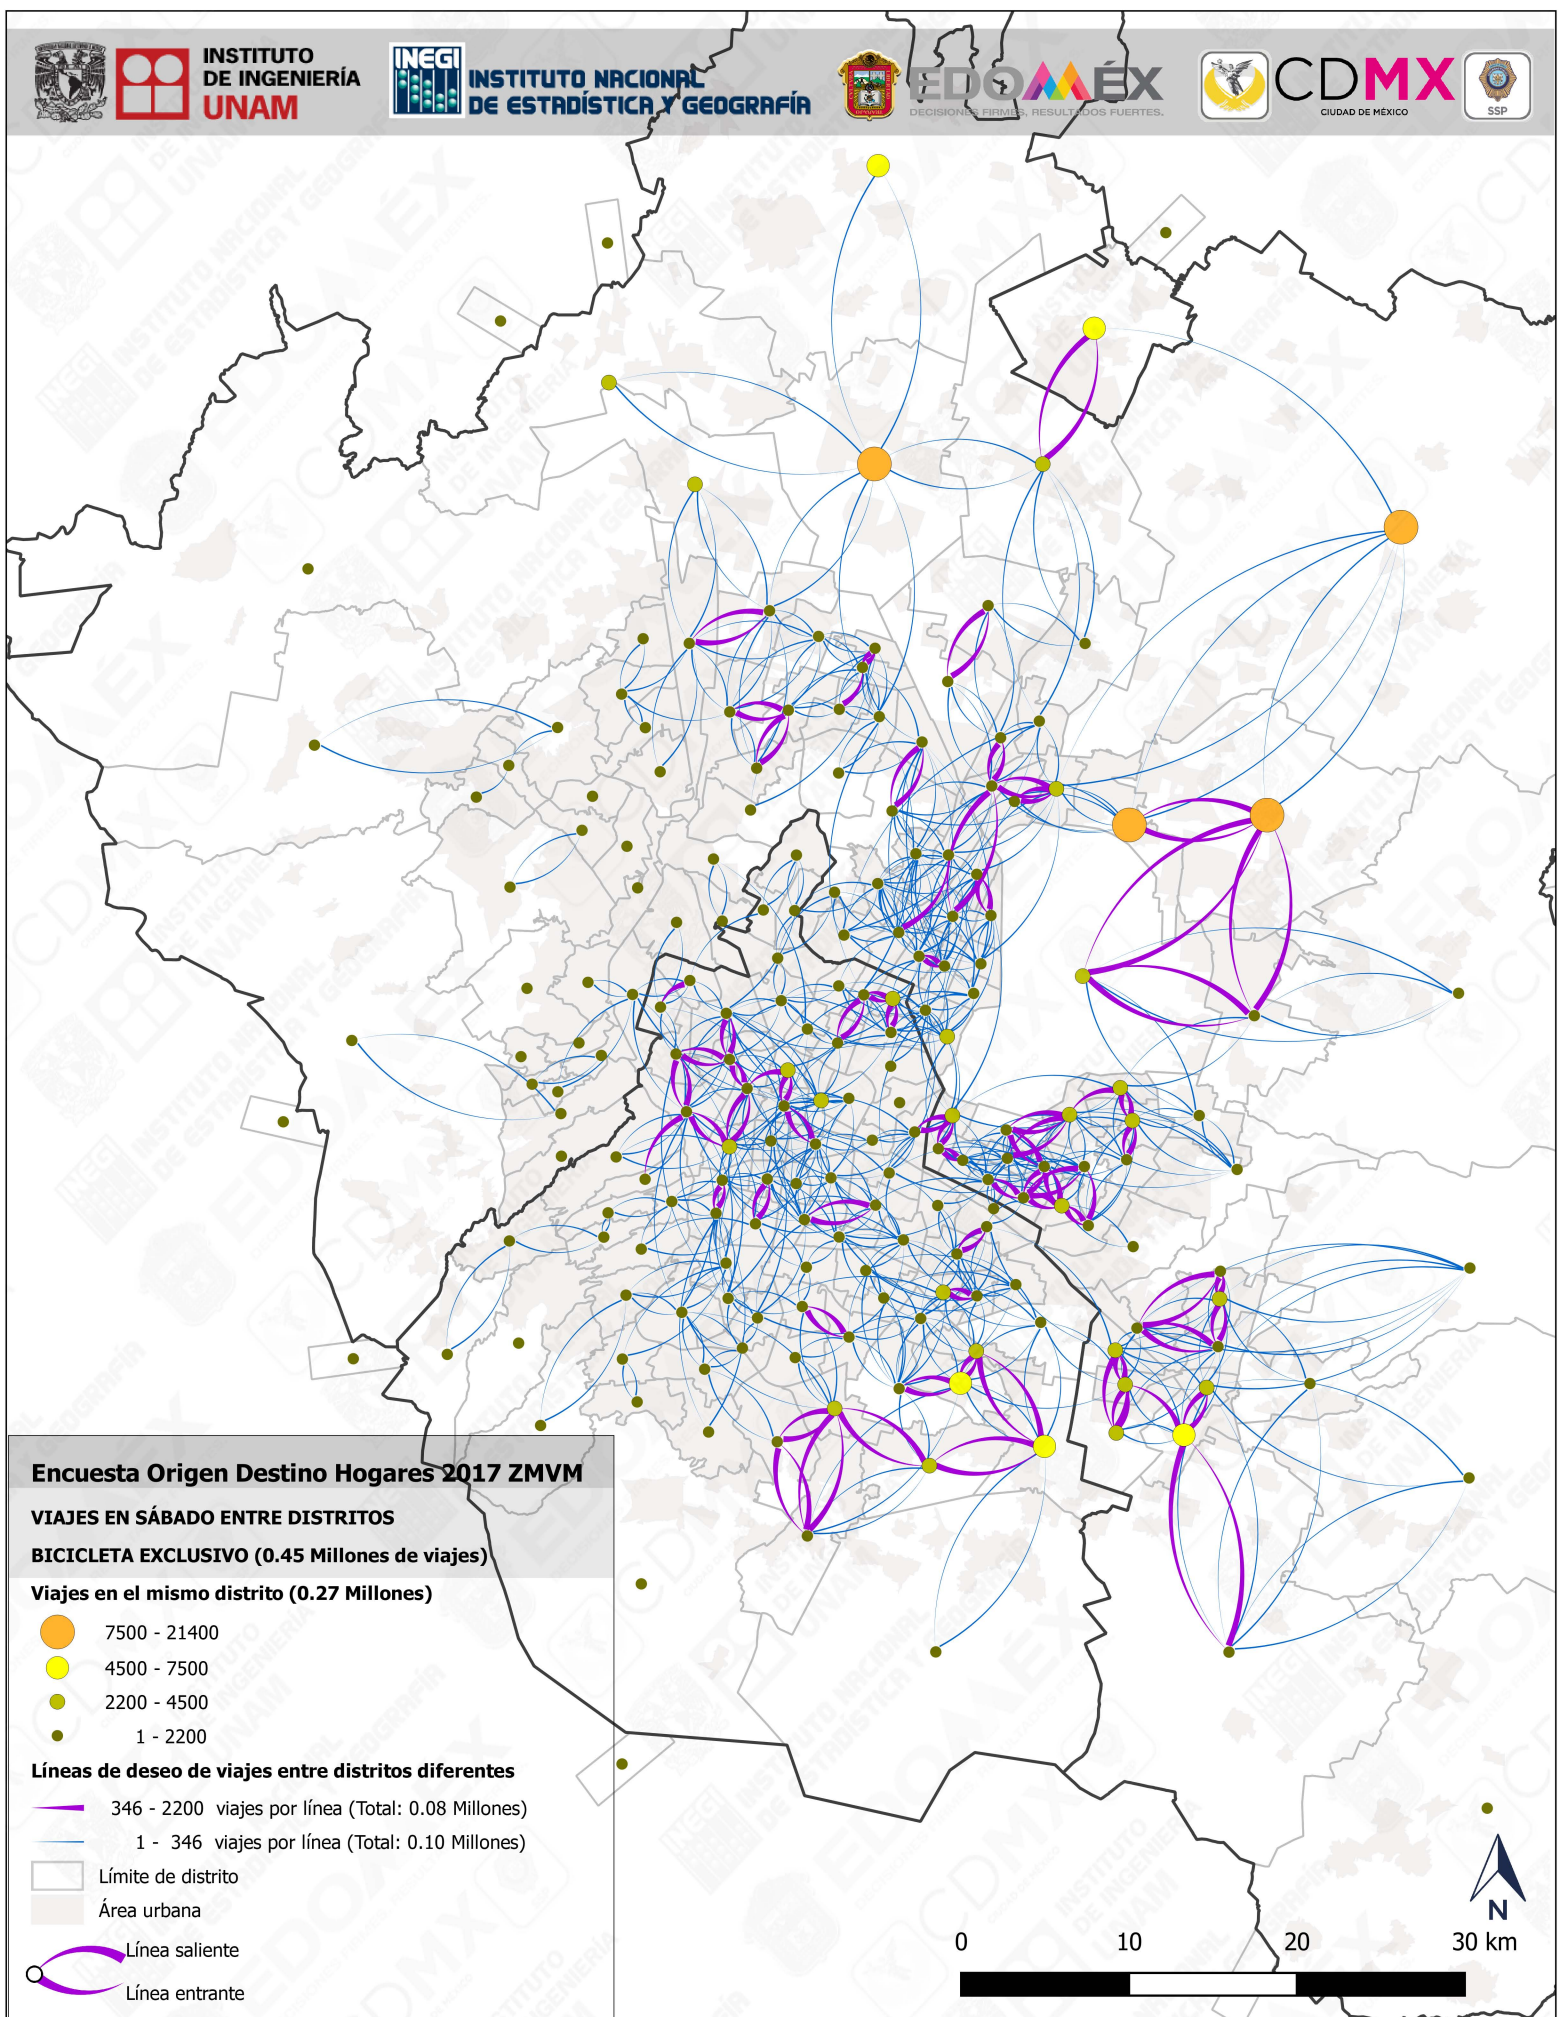 INSTITUTO
DE INGENIERÍA
UNAM
INEGI
INSTITUTO NACIONAL
DE ESTADÍSTICA Y GEOGRAFÍA
EDOMÉX
DECISIONES FIRMES, RESULTADOS FUERTES.
CDMX
CIUDAD DE MÉXICO
SSP
Encuesta Origen Destino Hogares 2017 ZMVM
VIAJES EN SÁBADO ENTRE DISTRITOS
BICICLETA EXCLUSIVO (0.45 Millones de viajes)
Viajes en el mismo distrito (0.27 Millones)
7500 - 21400
4500 - 7500
2200 - 4500
1 - 2200
Líneas de deseo de viajes entre distritos diferentes
346 - 2200 viajes por línea (Total: 0.08 Millones)
1 - 346 viajes por línea (Total: 0.10 Millones)
Límite de distrito
Área urbana
Línea saliente
Línea entrante
N
0 10 20 30 km